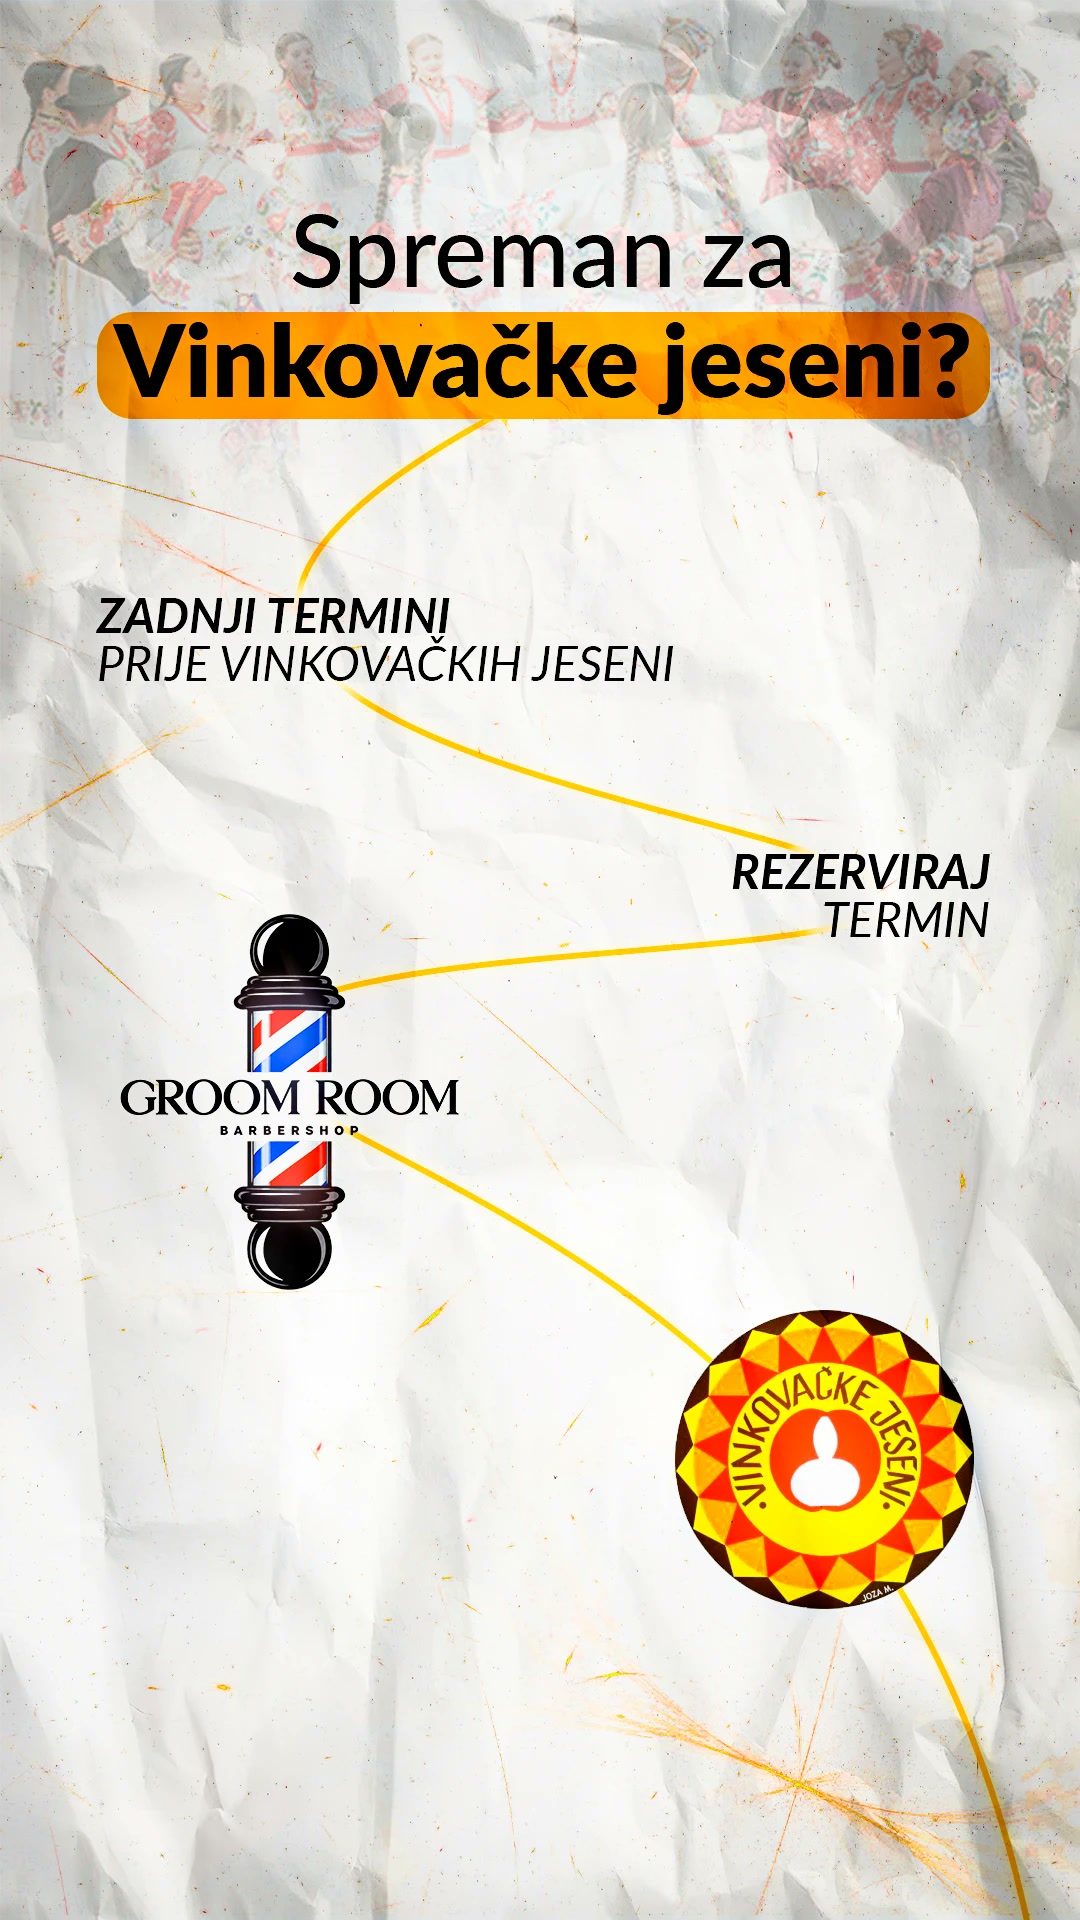 Spreman za
Vinkovačke jeseni?
ZADNJI TERMINI
PRIJE VINKOVAČKIH JESENI
REZERVIRAJ
TERMIN
GROOM ROOM
BARBERSHOP
·VINKOVAČKE JESENI·
JOZA M.